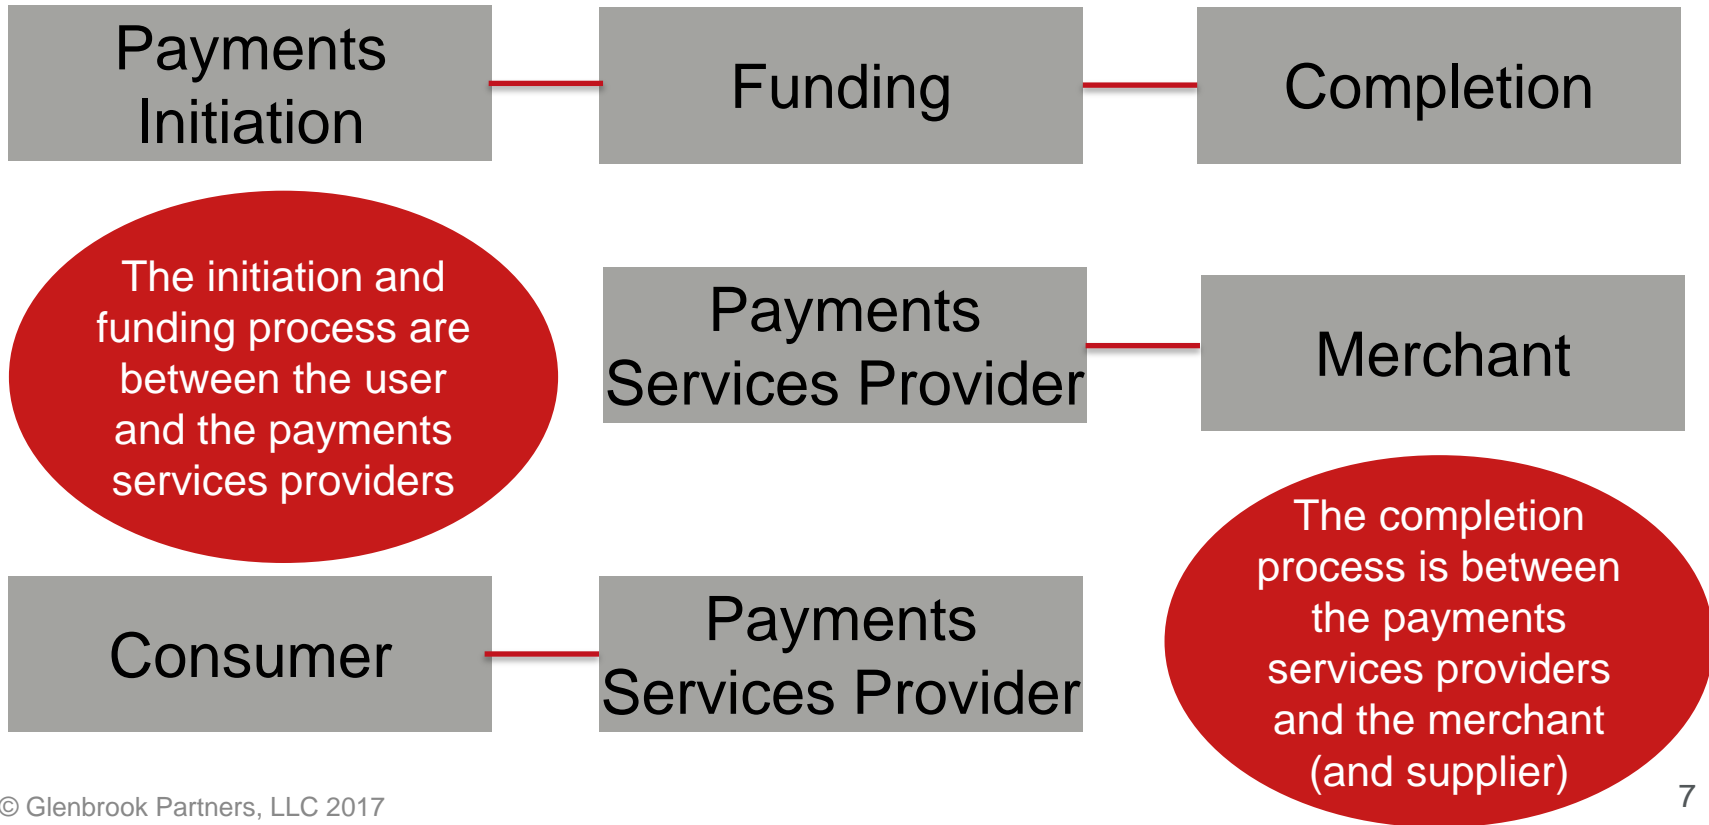 Payments
Initiation
Funding
Completion
The initiation and
funding process are
between the user
and the payments
services providers
Payments
Services Provider
Merchant
The completion
process is between
the payments
services providers
and the merchant
(and supplier)
Consumer
Payments
Services Provider
© Glenbrook Partners, LLC 2017
7